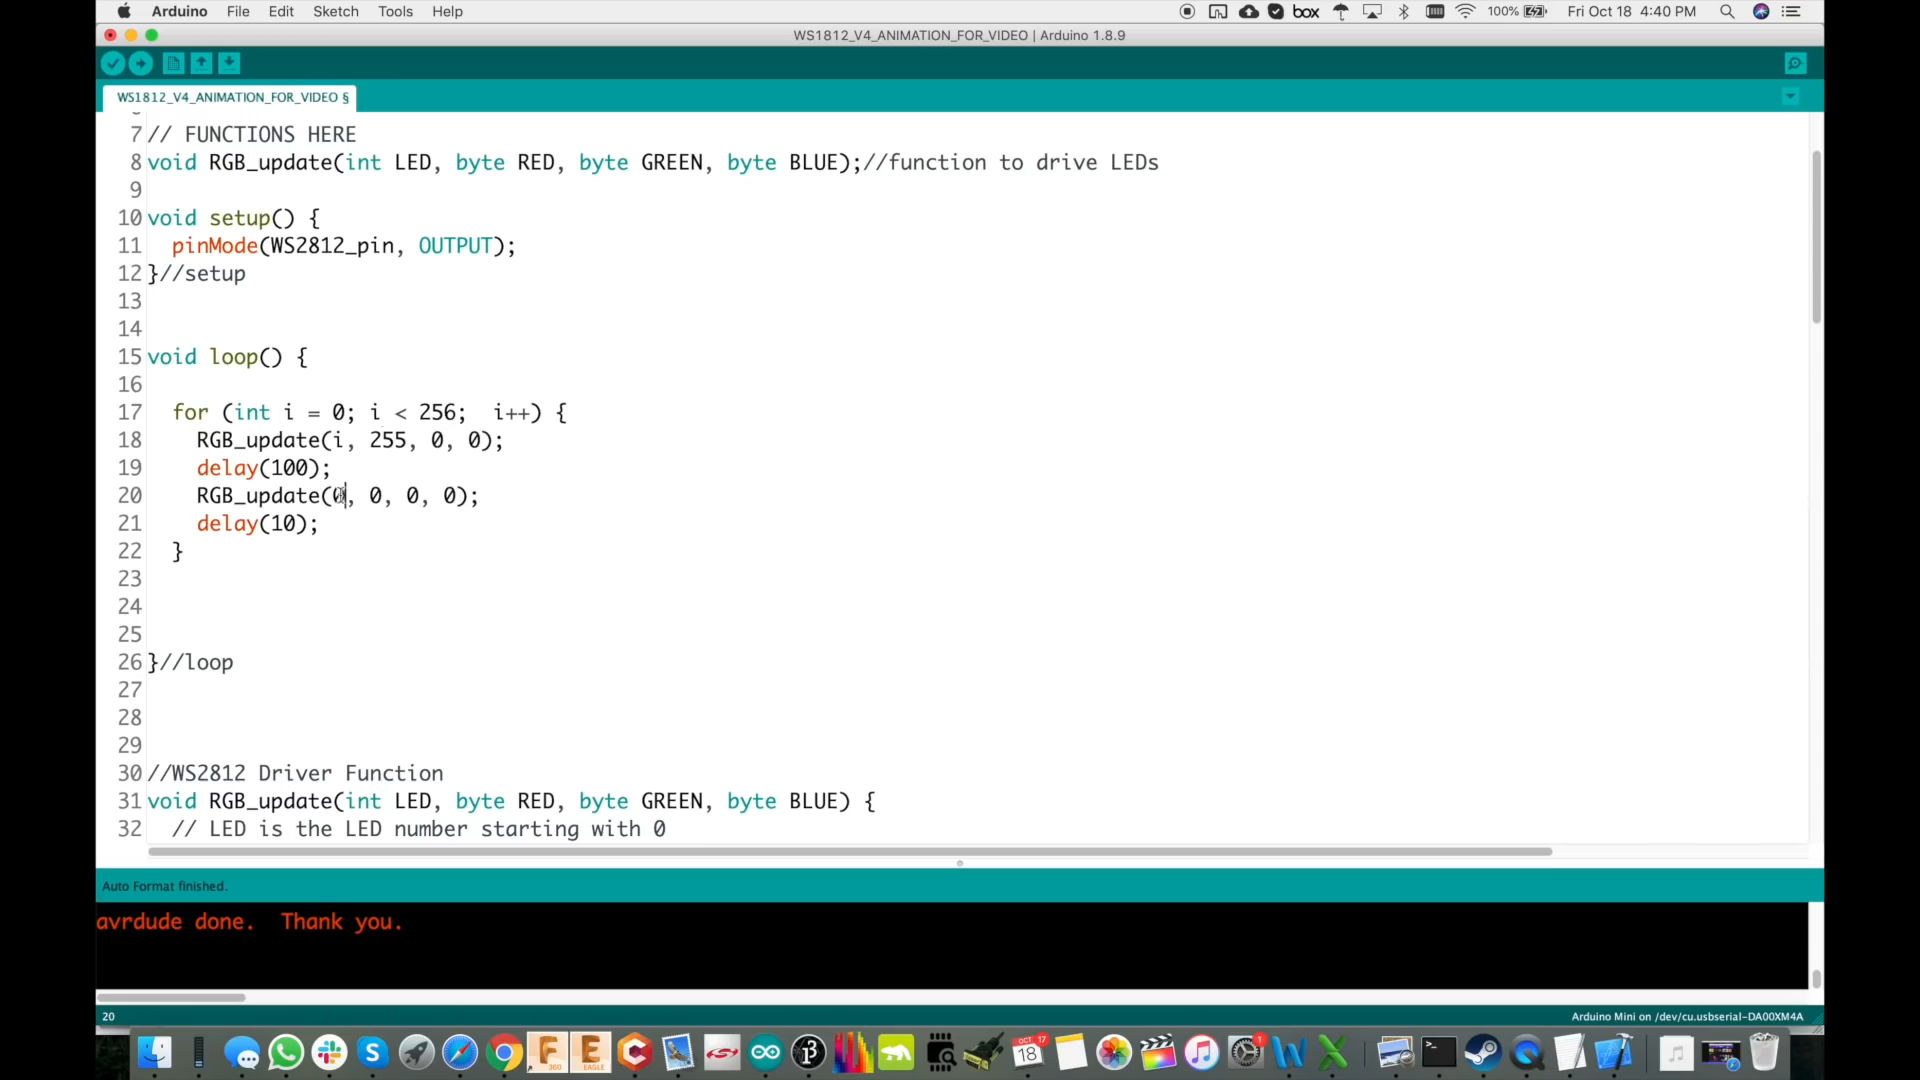 Arduino File Edit Sketch Tools Help box 100% Fri Oct 18 4:40 PM
WS1812_V4_ANIMATION_FOR_VIDEO | Arduino 1.8.9
WS1812_V4_ANIMATION_FOR_VIDEO §
7 // FUNCTIONS HERE
8 void RGB_update(int LED, byte RED, byte GREEN, byte BLUE);//function to drive LEDs
9
10 void setup() {
11 pinMode(WS2812_pin, OUTPUT);
12 }//setup
13
14
15 void loop() {
16
17 for (int i = 0; i < 256;  i++) {
18 RGB_update(i, 255, 0, 0);
19 delay(100);
20 RGB_update(0, 0, 0, 0);
21 delay(10);
22 }
23
24
25
26 }//loop
27
28
29
30 //WS2812 Driver Function
31 void RGB_update(int LED, byte RED, byte GREEN, byte BLUE) {
32 // LED is the LED number starting with 0
Auto Format finished.
avrdude done.  Thank you.
20 Arduino Mini on /dev/cu.usbserial-DA00XM4A
OCT 17
18
F 360 E EAGLE